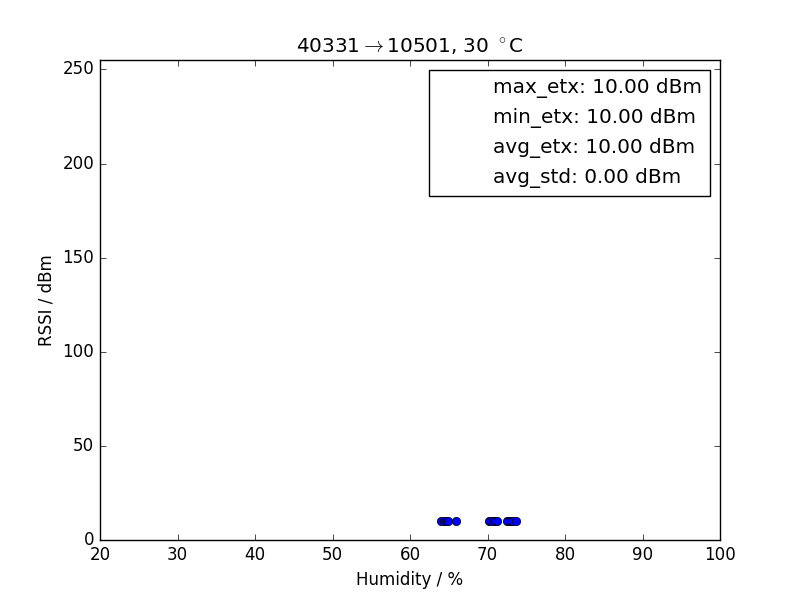 40331→10501, 30 °C
max_etx: 10.00 dBm
min_etx: 10.00 dBm
avg_etx: 10.00 dBm
avg_std: 0.00 dBm
RSSI / dBm
250
200
150
100
50
0
20 30 40 50 60 70 80 90 100
Humidity / %